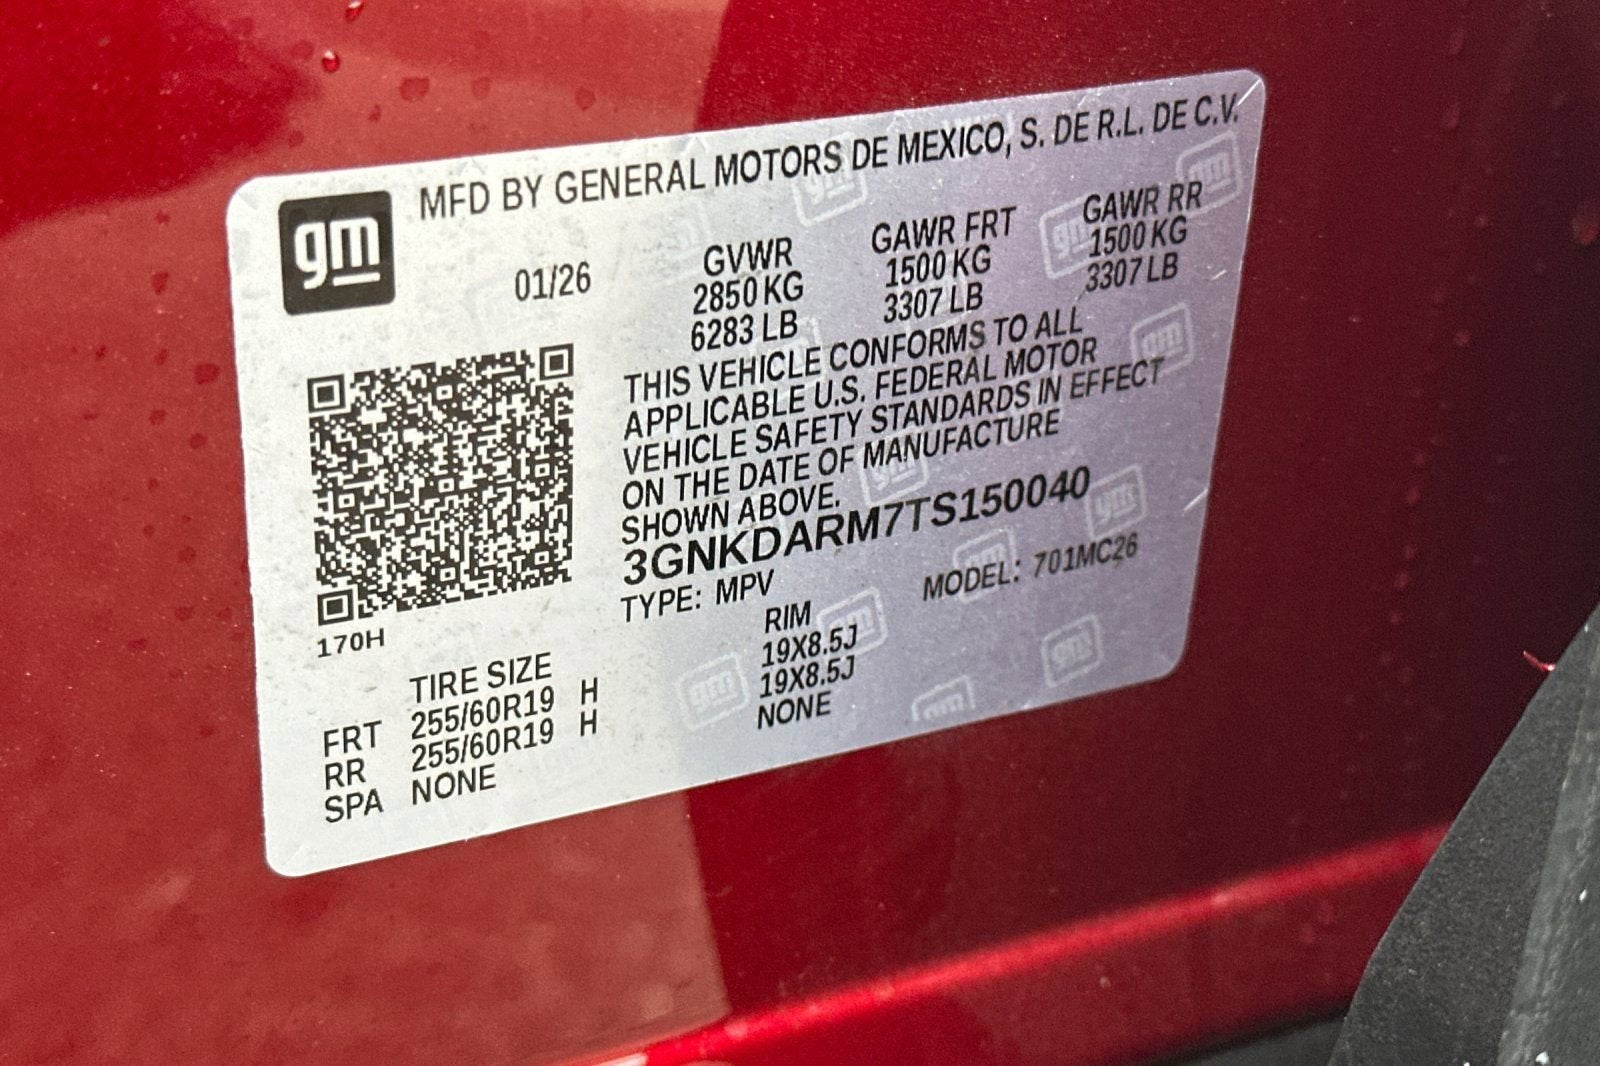 gm
MFD BY GENERAL MOTORS DE MEXICO, S. DE R.L. DE C.V.
01/26
GVWR
2850 KG
6283 LB
GAWR FRT
1500 KG
3307 LB
GAWR RR
1500 KG
3307 LB
THIS VEHICLE CONFORMS TO ALL
APPLICABLE U.S. FEDERAL MOTOR
VEHICLE SAFETY STANDARDS IN EFFECT
ON THE DATE OF MANUFACTURE
SHOWN ABOVE.
3GNKDARM7TS150040
TYPE: MPV MODEL: 701MC26
170H
TIRE SIZE RIM
FRT 255/60R19 H 19X8.5J
RR 255/60R19 H 19X8.5J
SPA NONE NONE